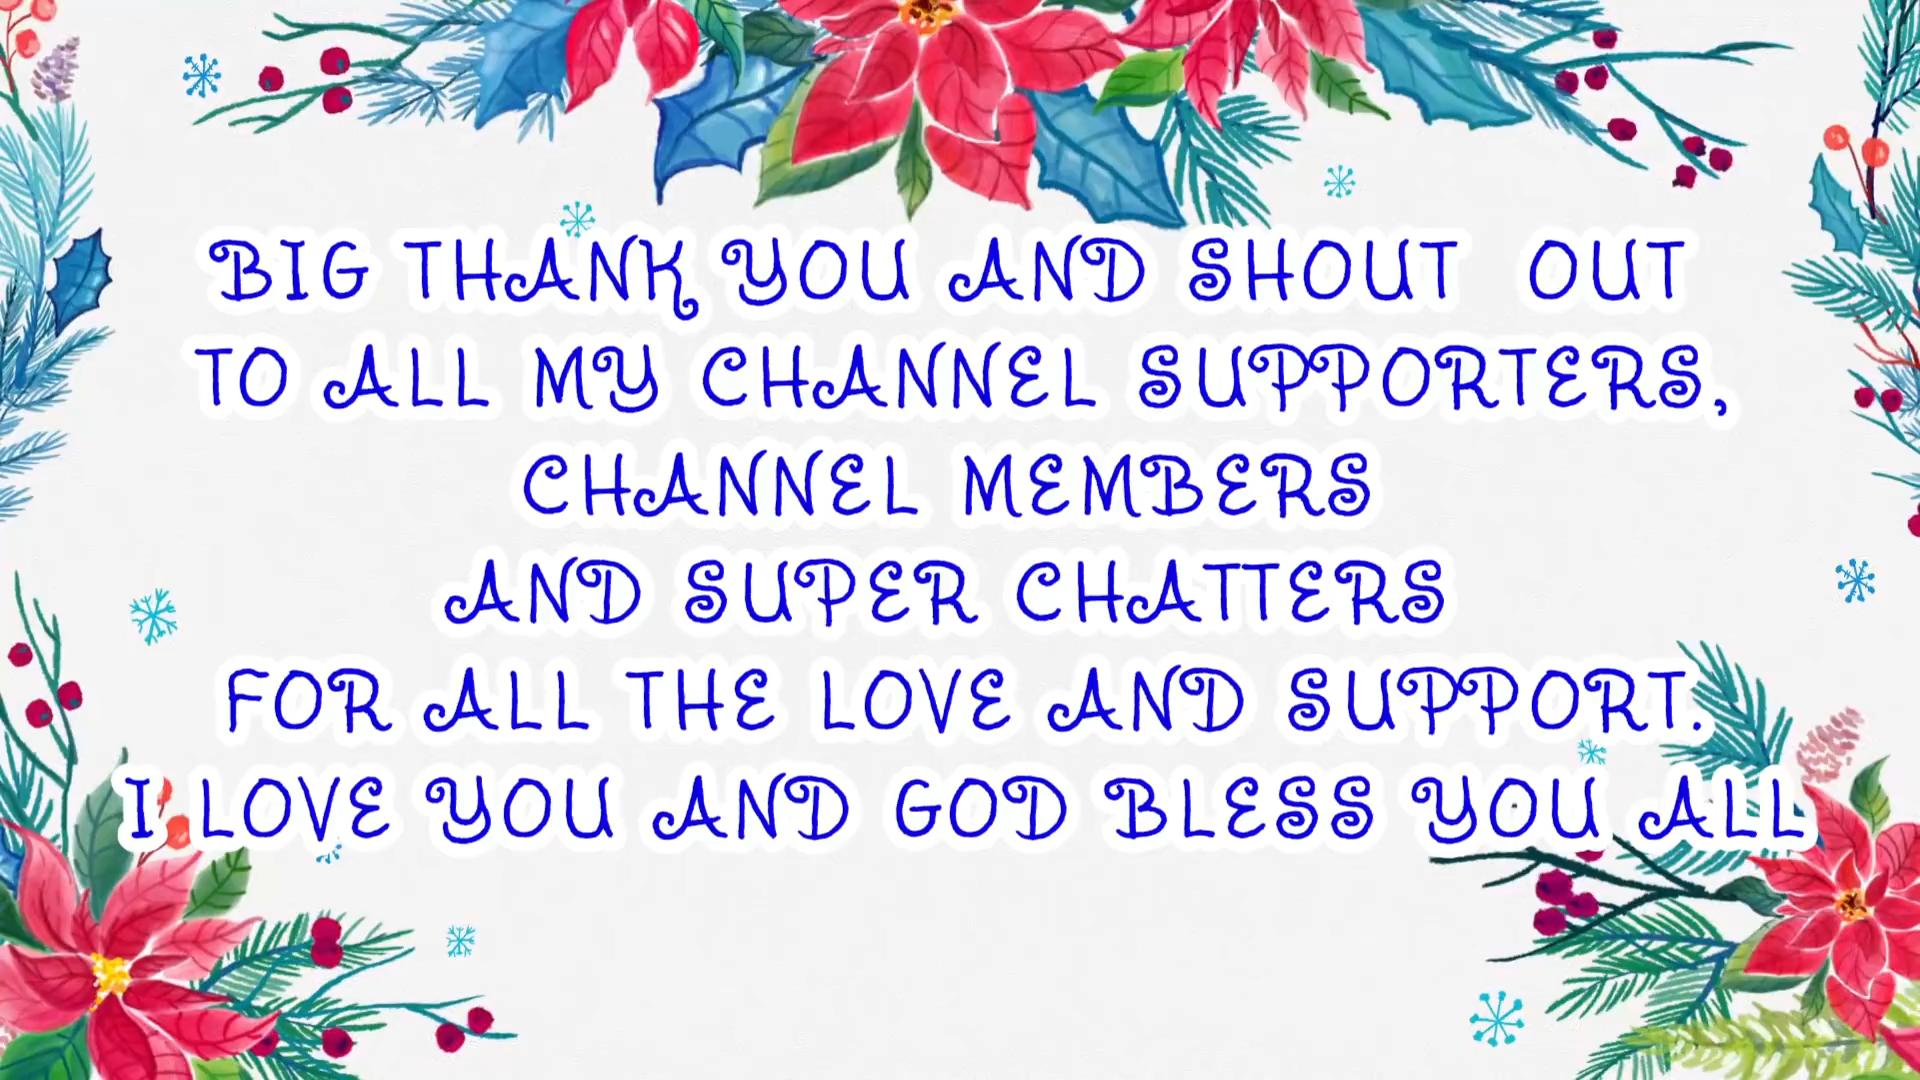 BIG THANK YOU AND SHOUT OUT
TO ALL MY CHANNEL SUPPORTERS,
CHANNEL MEMBERS
AND SUPER CHATTERS
FOR ALL THE LOVE AND SUPPORT.
I LOVE YOU AND GOD BLESS YOU ALL